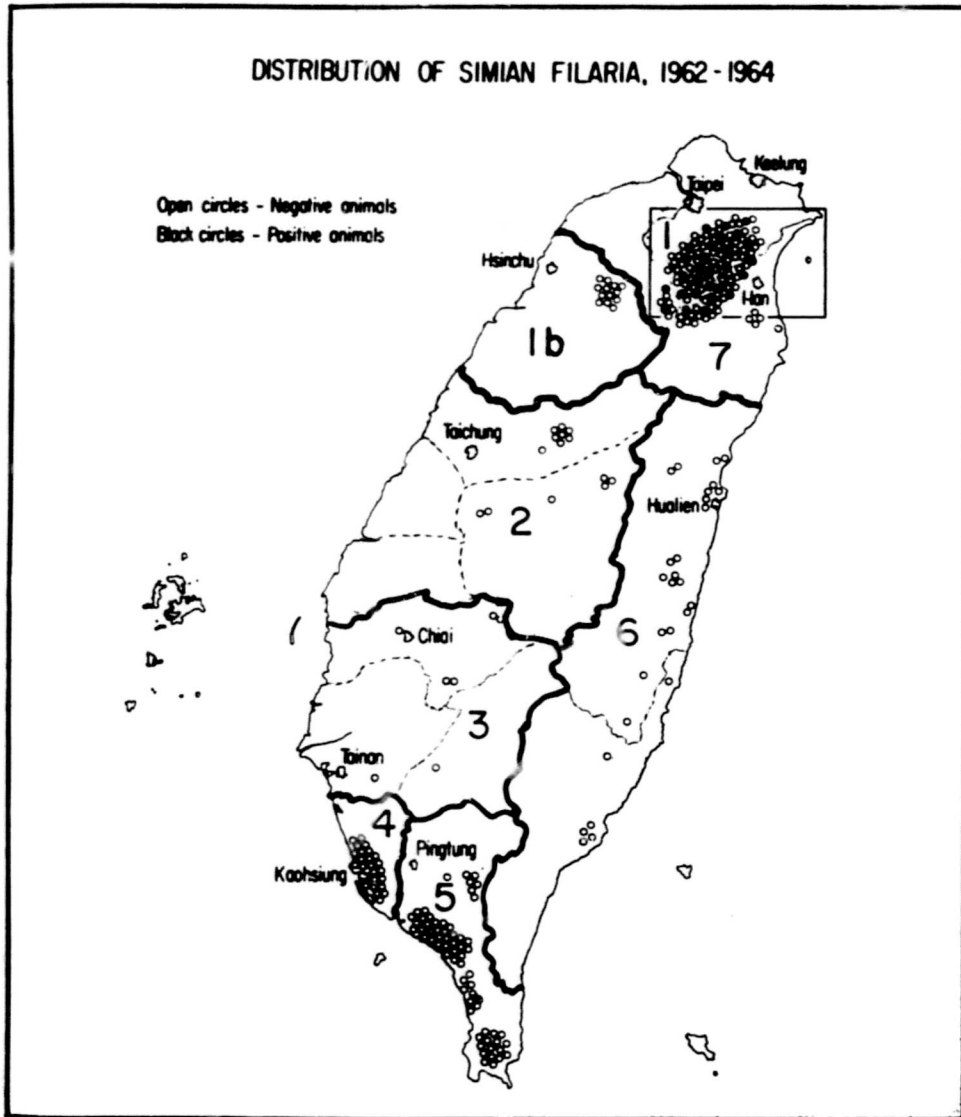 DISTRIBUTION OF SIMIAN FILARIA, 1962-1964
Open circles - Negative animals
Black circles - Positive animals
Keelung
Taipei
1
Hsinchu
Ilan
1b
7
Taichung
2
Hualien
Chiai
6
3
Tainan
4
Pingtung
Kaohsiung
5